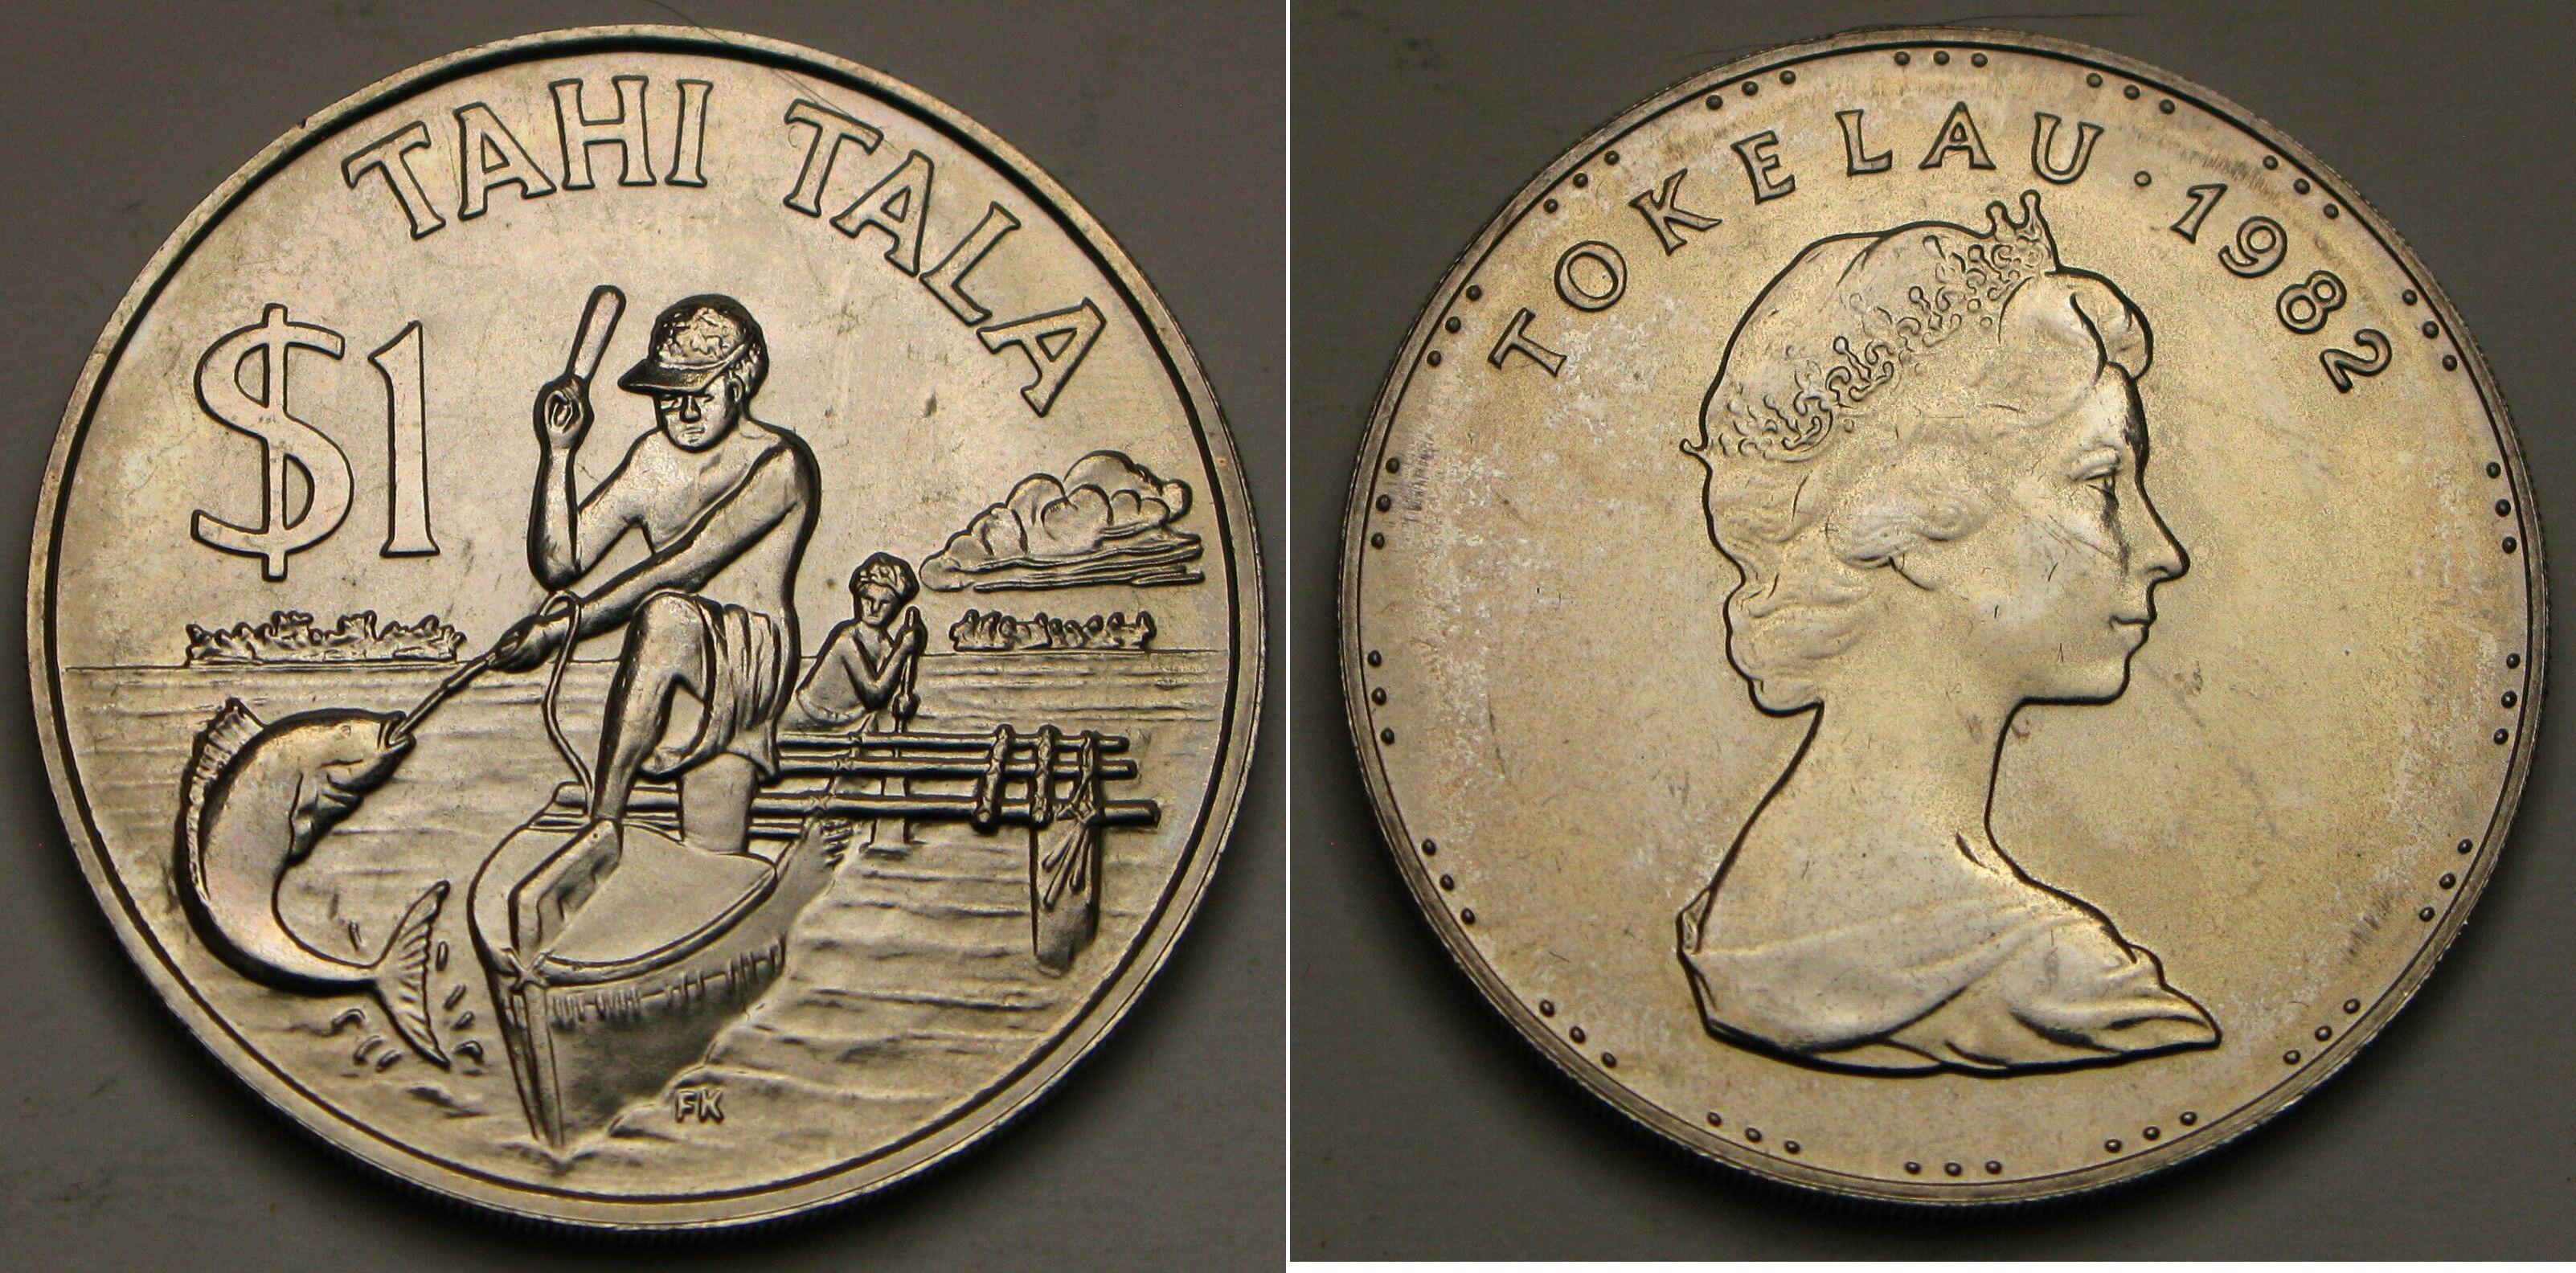 TAHI TALA
$1
FK
TOKELAU · 1982